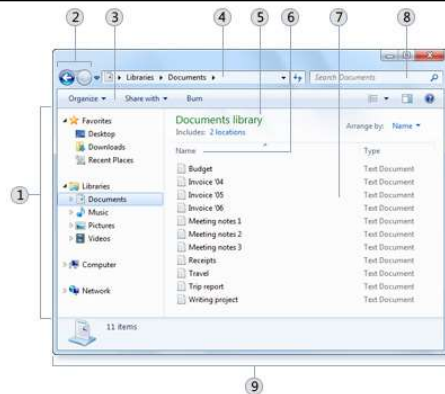 2 3 4 5 6 7 8
Libraries Documents Search Documents
Organize Share with Burn
Favorites
Desktop
Downloads
Recent Places
Libraries
Documents
Music
Pictures
Videos
Computer
Network
Documents library
Includes: 2 locations
Arrange by: Name
Name Type
Budget Text Document
Invoice '04 Text Document
Invoice '05 Text Document
Invoice '06 Text Document
Meeting notes 1 Text Document
Meeting notes 2 Text Document
Meeting notes 3 Text Document
Receipts Text Document
Travel Text Document
Trip report Text Document
Writing project Text Document
1
11 items
9